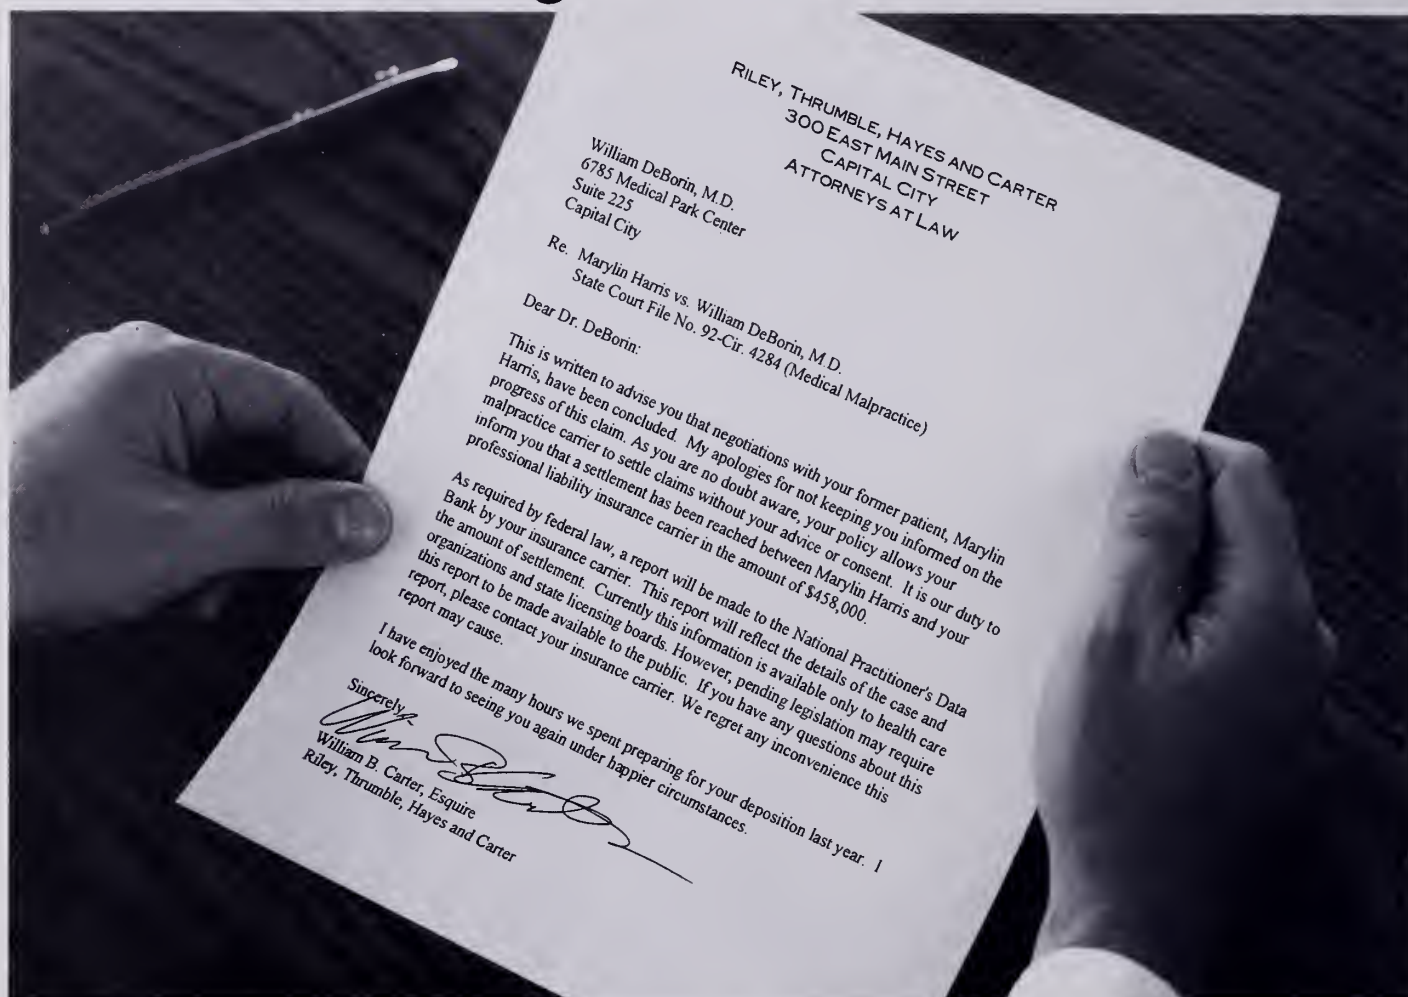 RILEY, THRUMBLE, HAYES AND CARTER
300 EAST MAIN STREET
CAPITAL CITY
ATTORNEYS AT LAW
William DeBorin, M.D.
6785 Medical Park Center
Suite 225
Capital City
Re. Marylin Harris vs. William DeBorin, M.D.
State Court File No. 92-Cir. 4284 (Medical Malpractice)
Dear Dr. DeBorin:
This is written to advise you that negotiations with your former patient, Marylin
Harris, have been concluded. My apologies for not keeping you informed on the
progress of this claim. As you are no doubt aware, your policy allows your
malpractice carrier to settle claims without your advice or consent. It is our duty to
inform you that a settlement has been reached between Marylin Harris and your
professional liability insurance carrier in the amount of $458,000.
As required by federal law, a report will be made to the National Practitioner's Data
Bank by your insurance carrier. This report will reflect the details of the case and
the amount of settlement. Currently this information is available only to health care
organizations and state licensing boards. However, pending legislation may require
this report to be made available to the public. If you have any questions about this
report, please contact your insurance carrier. We regret any inconvenience this
report may cause.
I have enjoyed the many hours we spent preparing for your deposition last year. I
look forward to seeing you again under happier circumstances.
Sincerely,
William B. Carter, Esquire
Riley, Thrumble, Hayes and Carter